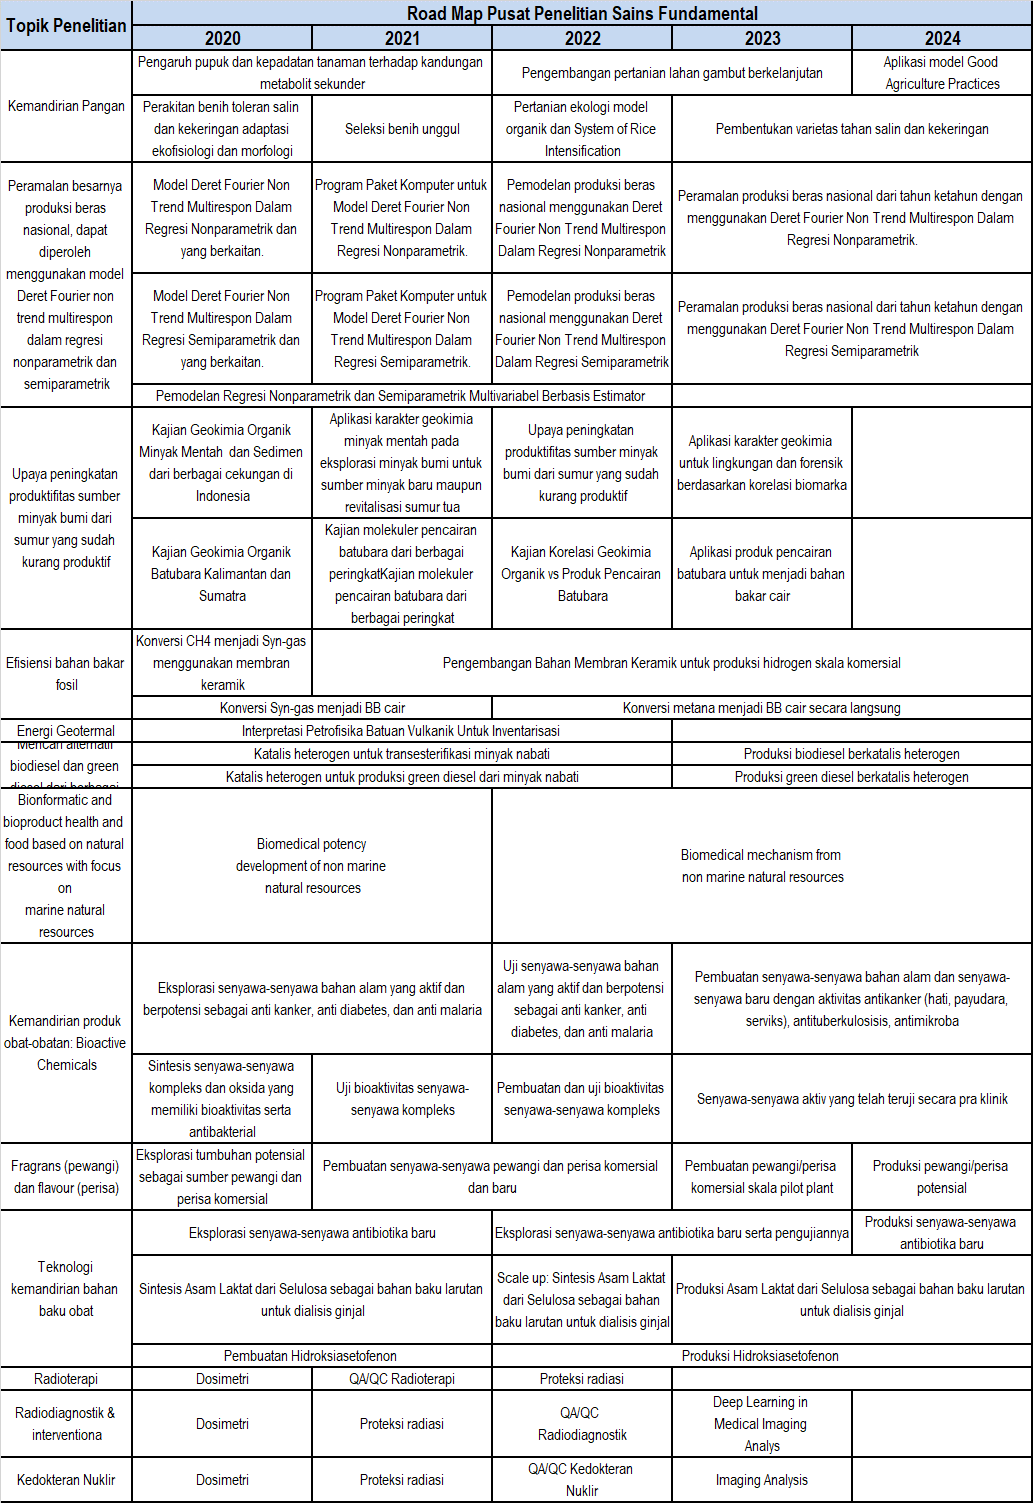 Topik Penelitian
Road Map Pusat Penelitian Sains Fundamental
2020
2021
2022
2023
2024
Kemandirian Pangan
Pengaruh pupuk dan kepadatan tanaman terhadap kandungan
metabolit sekunder
Pengembangan pertanian lahan gambut berkelanjutan
Aplikasi model Good
Agriculture Practices
Perakitan benih toleran salin
dan kekeringan adaptasi
ekofisiologi dan morfologi
Seleksi benih unggul
Pertanian ekologi model
organik dan System of Rice
Intensification
Pembentukan varietas tahan salin dan kekeringan
Peramalan besarnya
produksi beras
nasional, dapat
diperoleh
menggunakan model
Deret Fourier non
trend multirespon
dalam regresi
nonparametrik dan
semiparametrik
Model Deret Fourier Non
Trend Multirespon Dalam
Regresi Nonparametrik dan
yang berkaitan.
Program Paket Komputer untuk
Model Deret Fourier Non
Trend Multirespon Dalam
Regresi Nonparametrik.
Pemodelan produksi beras
nasional menggunakan Deret
Fourier Non Trend Multirespon
Dalam Regresi Nonparametrik
Peramalan produksi beras nasional dari tahun ketahun dengan
menggunakan Deret Fourier Non Trend Multirespon Dalam
Regresi Nonparametrik.
Model Deret Fourier Non
Trend Multirespon Dalam
Regresi Semiparametrik dan
yang berkaitan.
Program Paket Komputer untuk
Model Deret Fourier Non
Trend Multirespon Dalam
Regresi Semiparametrik.
Pemodelan produksi beras
nasional menggunakan Deret
Fourier Non Trend Multirespon
Dalam Regresi Semiparametrik
Peramalan produksi beras nasional dari tahun ketahun dengan
menggunakan Deret Fourier Non Trend Multirespon Dalam
Regresi Semiparametrik
Pemodelan Regresi Nonparametrik dan Semiparametrik Multivariabel Berbasis Estimator
Upaya peningkatan
produktifitas sumber
minyak bumi dari
sumur yang sudah
kurang produktif
Kajian Geokimia Organik
Minyak Mentah  dan Sedimen
dari berbagai cekungan di
Indonesia
Aplikasi karakter geokimia
minyak mentah pada
eksplorasi minyak bumi untuk
sumber minyak baru maupun
revitalisasi sumur tua
Upaya peningkatan
produktifitas sumber minyak
bumi dari sumur yang sudah
kurang produktif
Aplikasi karakter geokimia
untuk lingkungan dan forensik
berdasarkan korelasi biomarka
Kajian Geokimia Organik
Batubara Kalimantan dan
Sumatra
Kajian molekuler pencairan
batubara dari berbagai
peringkatKajian molekuler
pencairan batubara dari
berbagai peringkat
Kajian Korelasi Geokimia
Organik vs Produk Pencairan
Batubara
Aplikasi produk pencairan
batubara untuk menjadi bahan
bakar cair
Efisiensi bahan bakar
fosil
Konversi CH4 menjadi Syn-gas
menggunakan membran
keramik
Pengembangan Bahan Membran Keramik untuk produksi hidrogen skala komersial
Konversi Syn-gas menjadi BB cair
Konversi metana menjadi BB cair secara langsung
Energi Geotermal
Interpretasi Petrofisika Batuan Vulkanik Untuk Inventarisasi
Mencari alternatif
biodiesel dan green
diesel dari berbagai
Katalis heterogen untuk transesterifikasi minyak nabati
Produksi biodiesel berkatalis heterogen
Katalis heterogen untuk produksi green diesel dari minyak nabati
Produksi green diesel berkatalis heterogen
Bionformatic and
bioproduct health and
food based on natural
resources with focus
on
marine natural
resources
Biomedical potency
development of non marine
natural resources
Biomedical mechanism from
non marine natural resources
Kemandirian produk
obat-obatan: Bioactive
Chemicals
Eksplorasi senyawa-senyawa bahan alam yang aktif dan
berpotensi sebagai anti kanker, anti diabetes, dan anti malaria
Uji senyawa-senyawa bahan
alam yang aktif dan berpotensi
sebagai anti kanker, anti
diabetes, dan anti malaria
Pembuatan senyawa-senyawa bahan alam dan senyawa-
senyawa baru dengan aktivitas antikanker (hati, payudara,
serviks), antituberkulosisis, antimikroba
Sintesis senyawa-senyawa
kompleks dan oksida yang
memiliki bioaktivitas serta
antibakterial
Uji bioaktivitas senyawa-
senyawa kompleks
Pembuatan dan uji bioaktivitas
senyawa-senyawa kompleks
Senyawa-senyawa aktiv yang telah teruji secara pra klinik
Fragrans (pewangi)
dan flavour (perisa)
Eksplorasi tumbuhan potensial
sebagai sumber pewangi dan
perisa komersial
Pembuatan senyawa-senyawa pewangi dan perisa komersial
dan baru
Pembuatan pewangi/perisa
komersial skala pilot plant
Produksi pewangi/perisa
potensial
Teknologi
kemandirian bahan
baku obat
Eksplorasi senyawa-senyawa antibiotika baru
Eksplorasi senyawa-senyawa antibiotika baru serta pengujiannya
Produksi senyawa-senyawa
antibiotika baru
Sintesis Asam Laktat dari Selulosa sebagai bahan baku larutan
untuk dialisis ginjal
Scale up: Sintesis Asam Laktat
dari Selulosa sebagai bahan
baku larutan untuk dialisis ginjal
Produksi Asam Laktat dari Selulosa sebagai bahan baku larutan
untuk dialisis ginjal
Pembuatan Hidroksiasetofenon
Produksi Hidroksiasetofenon
Radioterapi
Dosimetri
QA/QC Radioterapi
Proteksi radiasi
Radiodiagnostik &
interventiona
Dosimetri
Proteksi radiasi
QA/QC
Radiodiagnostik
Deep Learning in
Medical Imaging
Analys
Kedokteran Nuklir
Dosimetri
Proteksi radiasi
QA/QC Kedokteran
Nuklir
Imaging Analysis